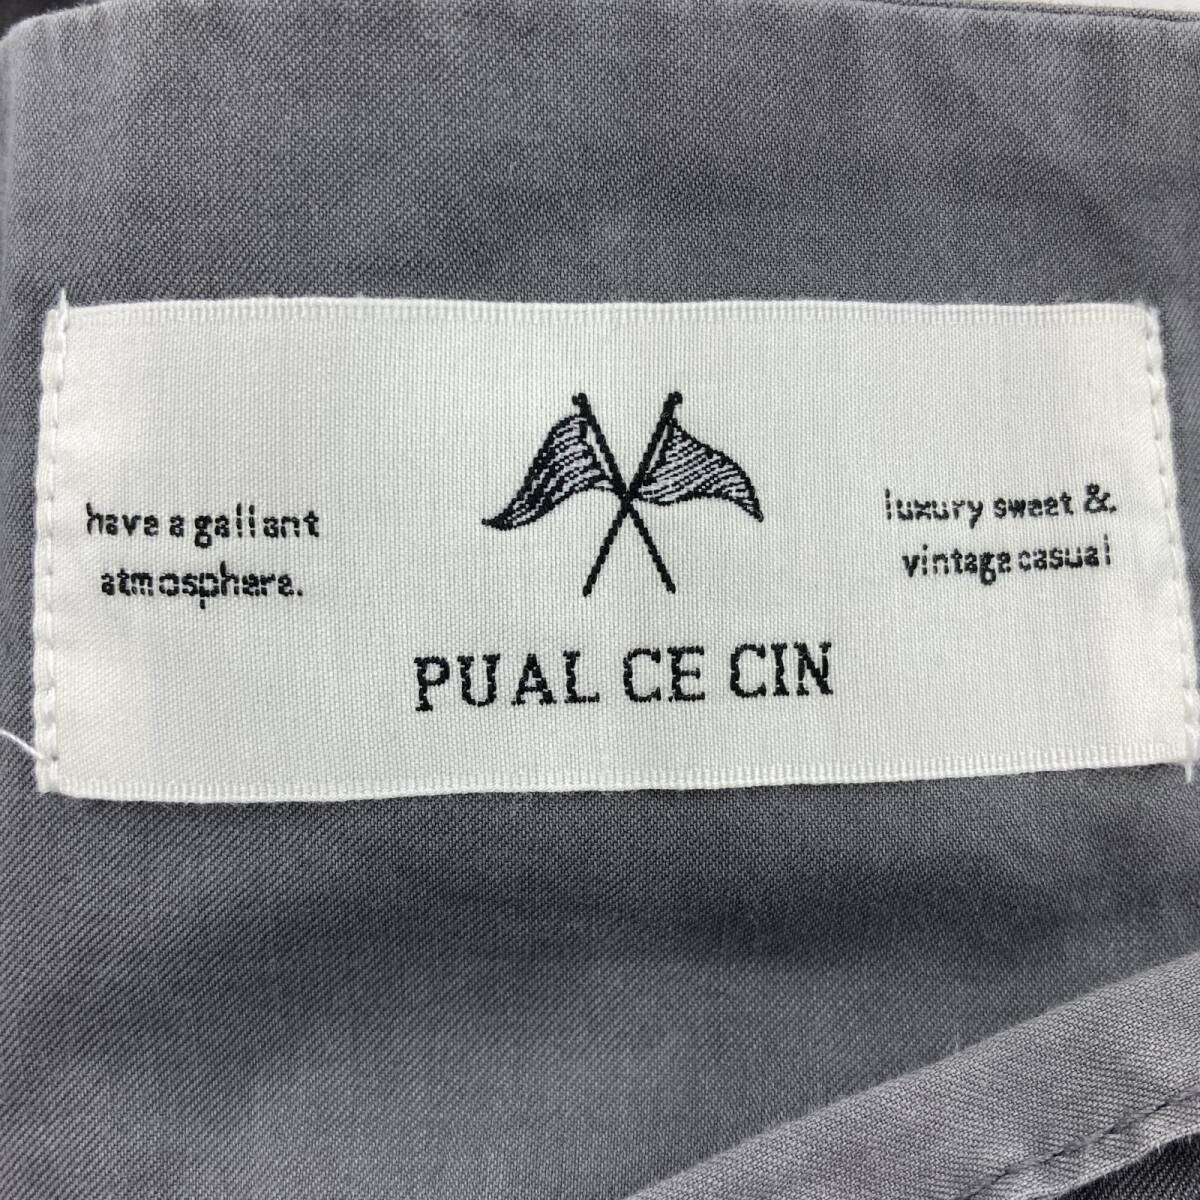 have a gallant
atmosphere.
luxury sweet &
vintage casual
PUAL CE CIN